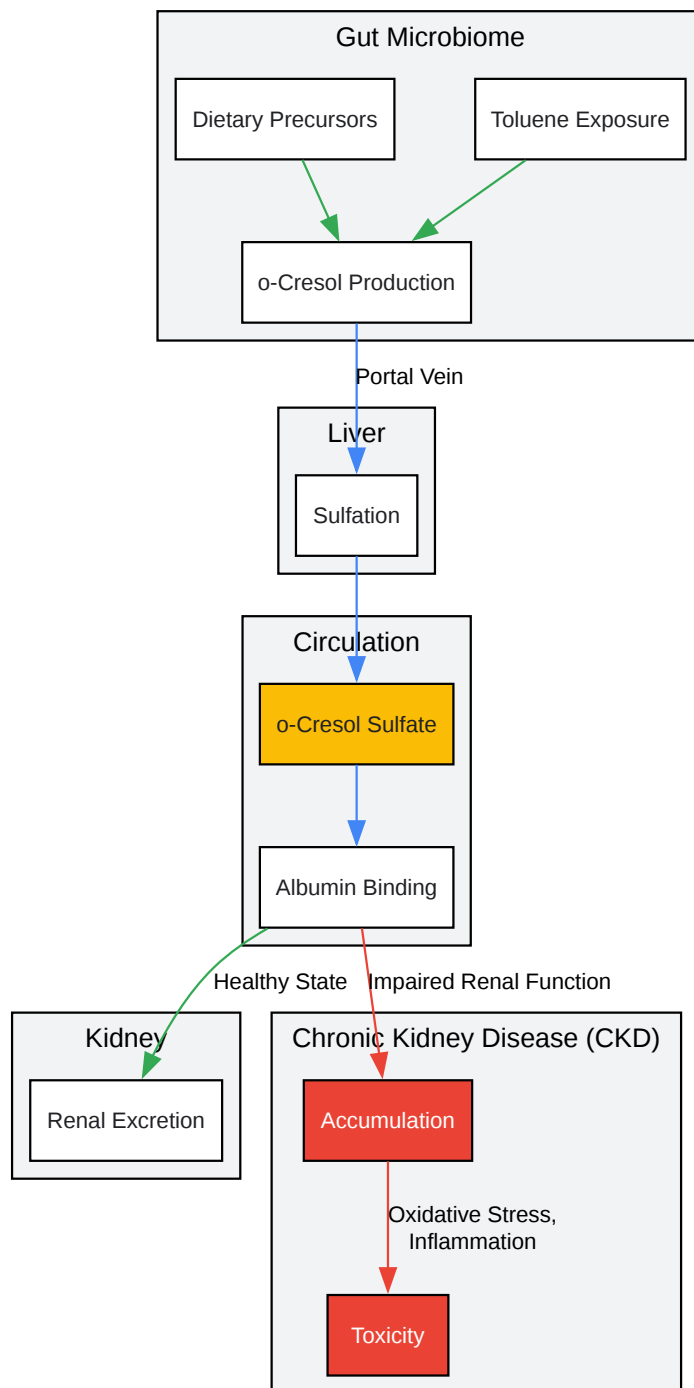 Gut Microbiome
Dietary Precursors
Toluene Exposure
o-Cresol Production
Portal Vein
Liver
Sulfation
Circulation
o-Cresol Sulfate
Albumin Binding
Healthy State
Impaired Renal Function
Kidney
Chronic Kidney Disease (CKD)
Renal Excretion
Accumulation
Oxidative Stress,
Inflammation
Toxicity